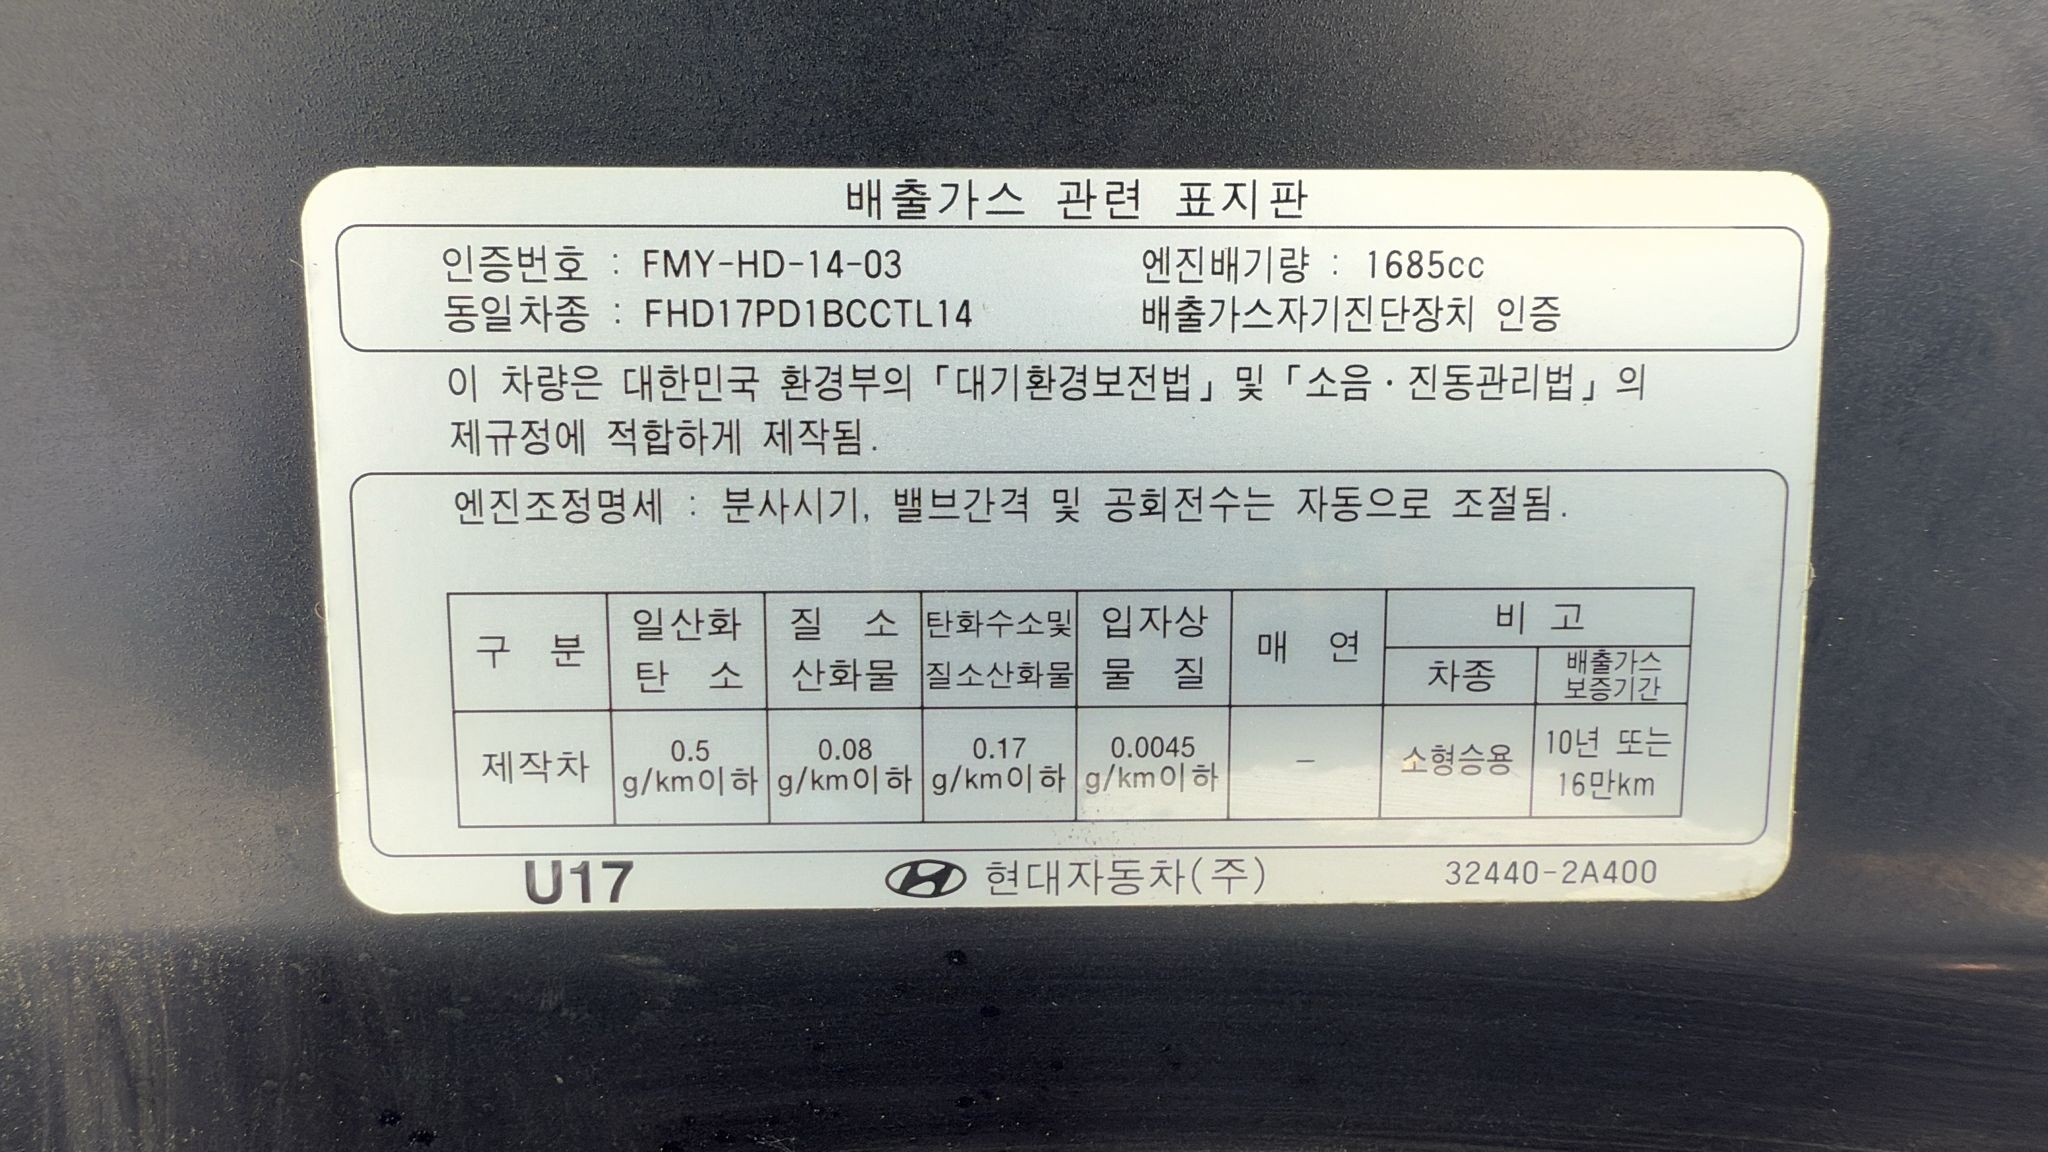 배출가스 관련 표지판
인증번호 : FMY-HD-14-03 엔진배기량 : 1685cc
동일차종 : FHD17PD1BCCTL14 배출가스자기진단장치 인증
이 차량은 대한민국 환경부의 「대기환경보전법」 및 「소음·진동관리법」의
제규정에 적합하게 제작됨.
엔진조정명세 : 분사시기, 밸브간격 및 공회전수는 자동으로 조절됨.
구 분 일산화탄 소 질 소산화물 탄화수소및질소산화물 입자상물 질 매 연 비 고
차종 배출가스보증기간
제작차 0.5 g/km이하 0.08 g/km이하 0.17 g/km이하 0.0045 g/km이하 - 소형승용 10년 또는 16만km
U17 현대자동차(주) 32440-2A400